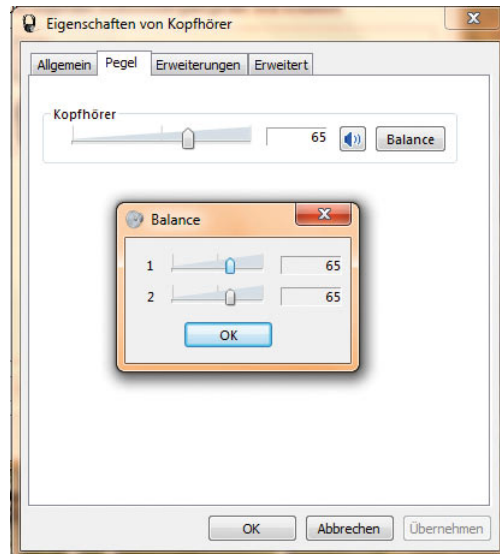 Eigenschaften von Kopfhörer
Allgemein Pegel Erweiterungen Erweitert
Kopfhörer
65 Balance
Balance
1 65
2 65
OK
OK Abbrechen Übernehmen